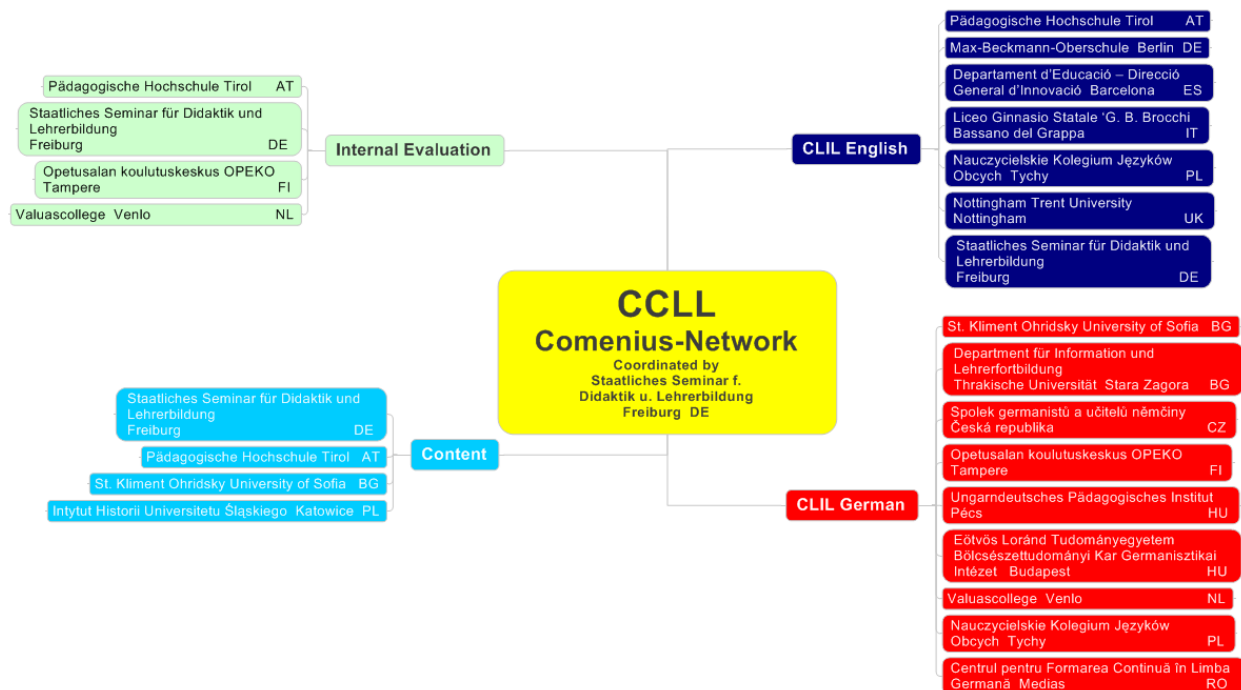 Pädagogische Hochschule Tirol AT
Staatliches Seminar für Didaktik und
Lehrerbildung
Freiburg DE
Opetusalan koulutuskeskus OPEKO
Tampere FI
Valuascollege Venlo NL
Internal Evaluation
CLIL English
Pädagogische Hochschule Tirol AT
Max-Beckmann-Oberschule Berlin DE
Departament d'Educació – Direcció
General d'Innovació Barcelona ES
Liceo Ginnasio Statale 'G. B. Brocchi
Bassano del Grappa IT
Nauczycielskie Kolegium Języków
Obcych Tychy PL
Nottingham Trent University
Nottingham UK
Staatliches Seminar für Didaktik und
Lehrerbildung
Freiburg DE
CCLL
Comenius-Network
Coordinated by
Staatliches Seminar f.
Didaktik u. Lehrerbildung
Freiburg DE
Staatliches Seminar für Didaktik und
Lehrerbildung
Freiburg DE
Pädagogische Hochschule Tirol AT
St. Kliment Ohridsky University of Sofia BG
Intytut Historii Universitetu Śląskiego Katowice PL
Content
CLIL German
St. Kliment Ohridsky University of Sofia BG
Department für Information und
Lehrerfortbildung
Thrakische Universität Stara Zagora BG
Spolek germanistů a učitelů němčiny
Česká republika CZ
Opetusalan koulutuskeskus OPEKO
Tampere FI
Ungarndeutsches Pädagogisches Institut
Pécs HU
Eötvös Loránd Tudományegyetem
Bölcsészettudományi Kar Germanisztikai
Intézet Budapest HU
Valuascollege Venlo NL
Nauczycielskie Kolegium Języków
Obcych Tychy PL
Centrul pentru Formarea Continuă în Limba
Germană Medias RO